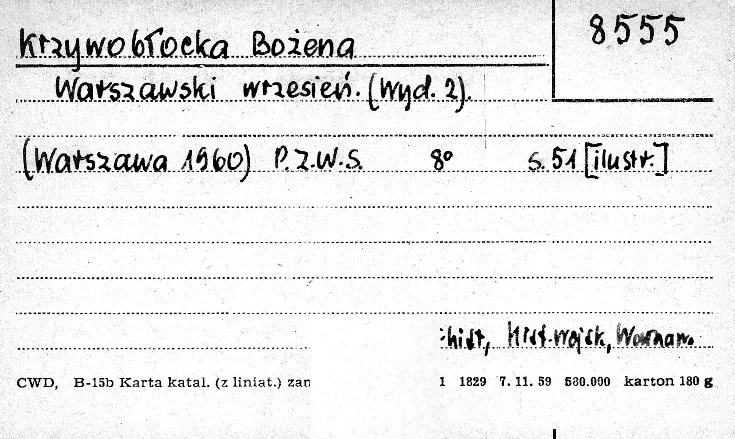 8555
Krzywobłocka Bożena
Warszawski wrzesień. (Wyd. 2).
(Warszawa 1960) P.Z.W.S. 8° s. 51 [ilustr.]
hist, Hist. wojsk,
CWD, B-15b Karta katal. (z liniat.) zam 1 1829 7. 11. 59 580.000 karton 180 g